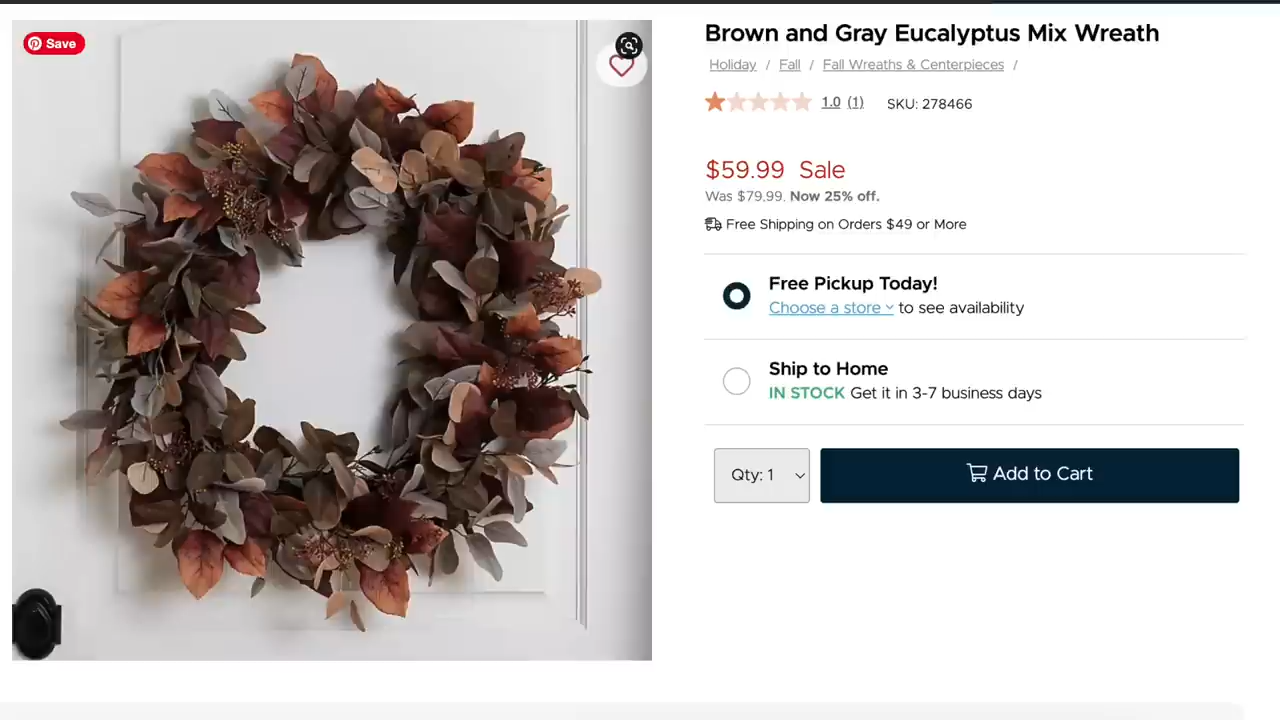 Save
Brown and Gray Eucalyptus Mix Wreath
Holiday / Fall / Fall Wreaths & Centerpieces /
1.0 (1) SKU: 278466
$59.99 Sale
Was $79.99. Now 25% off.
Free Shipping on Orders $49 or More
Free Pickup Today!
Choose a store to see availability
Ship to Home
IN STOCK Get it in 3-7 business days
Qty: 1
Add to Cart